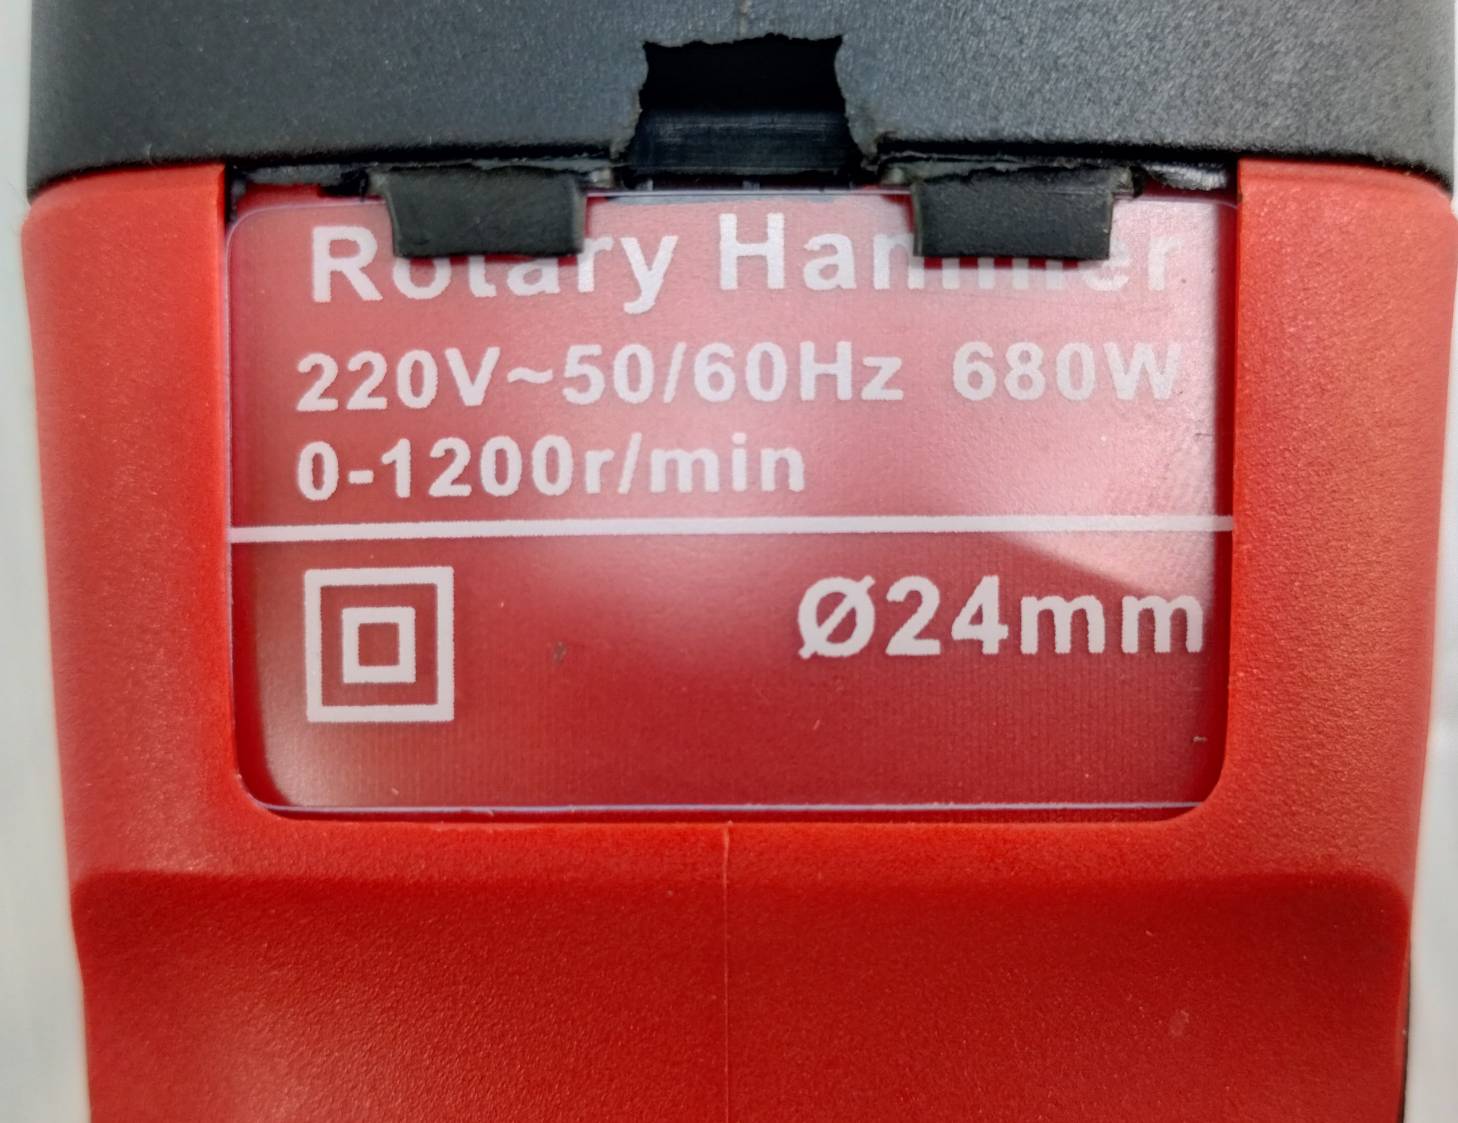 Rotary Hammer
220V~50/60Hz 680W
0-1200r/min
Ø24mm